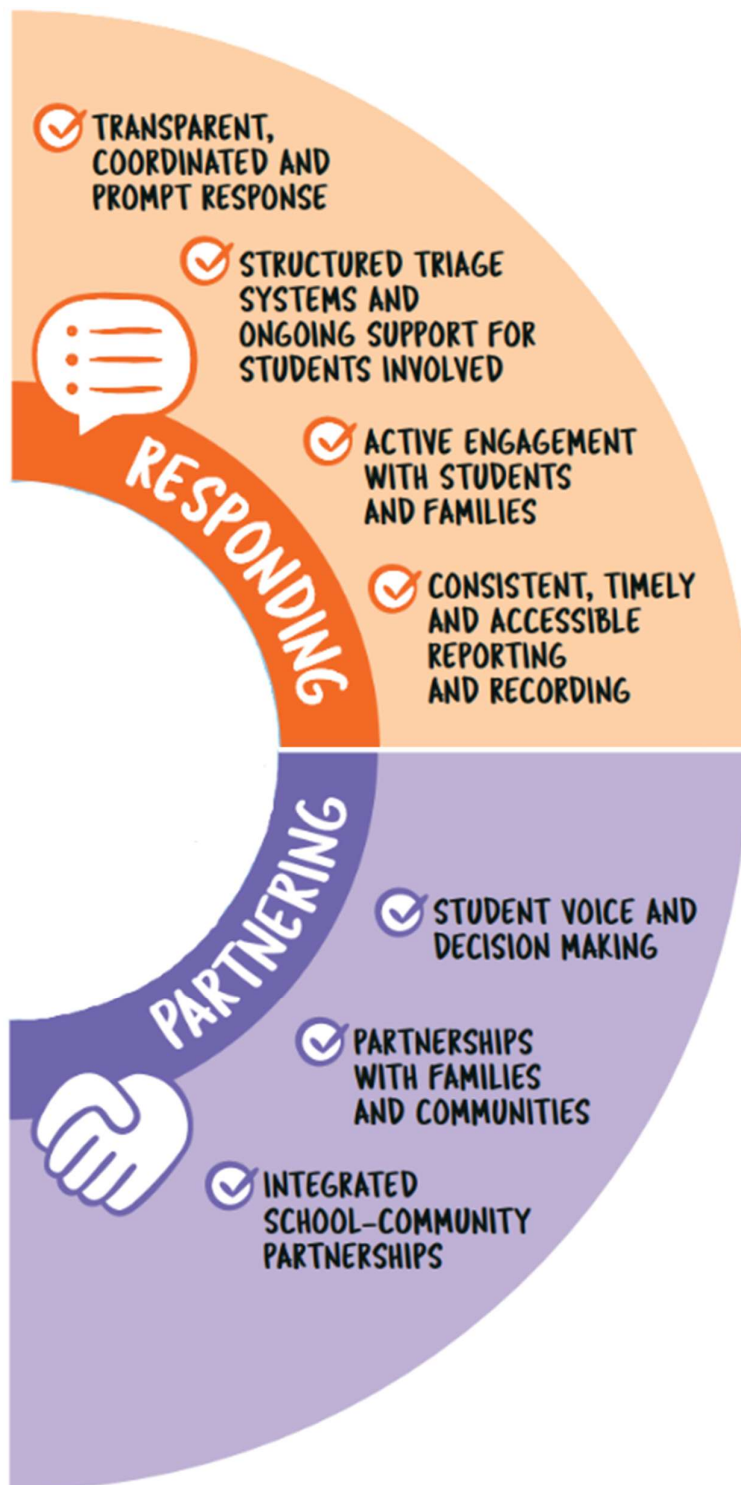 TRANSPARENT,
COORDINATED AND
PROMPT RESPONSE
STRUCTURED TRIAGE
SYSTEMS AND
ONGOING SUPPORT FOR
STUDENTS INVOLVED
ACTIVE ENGAGEMENT
WITH STUDENTS
AND FAMILIES
CONSISTENT, TIMELY
AND ACCESSIBLE
REPORTING
AND RECORDING
RESPONDING
PARTNERING
STUDENT VOICE AND
DECISION MAKING
PARTNERSHIPS
WITH FAMILIES
AND COMMUNITIES
INTEGRATED
SCHOOL–COMMUNITY
PARTNERSHIPS